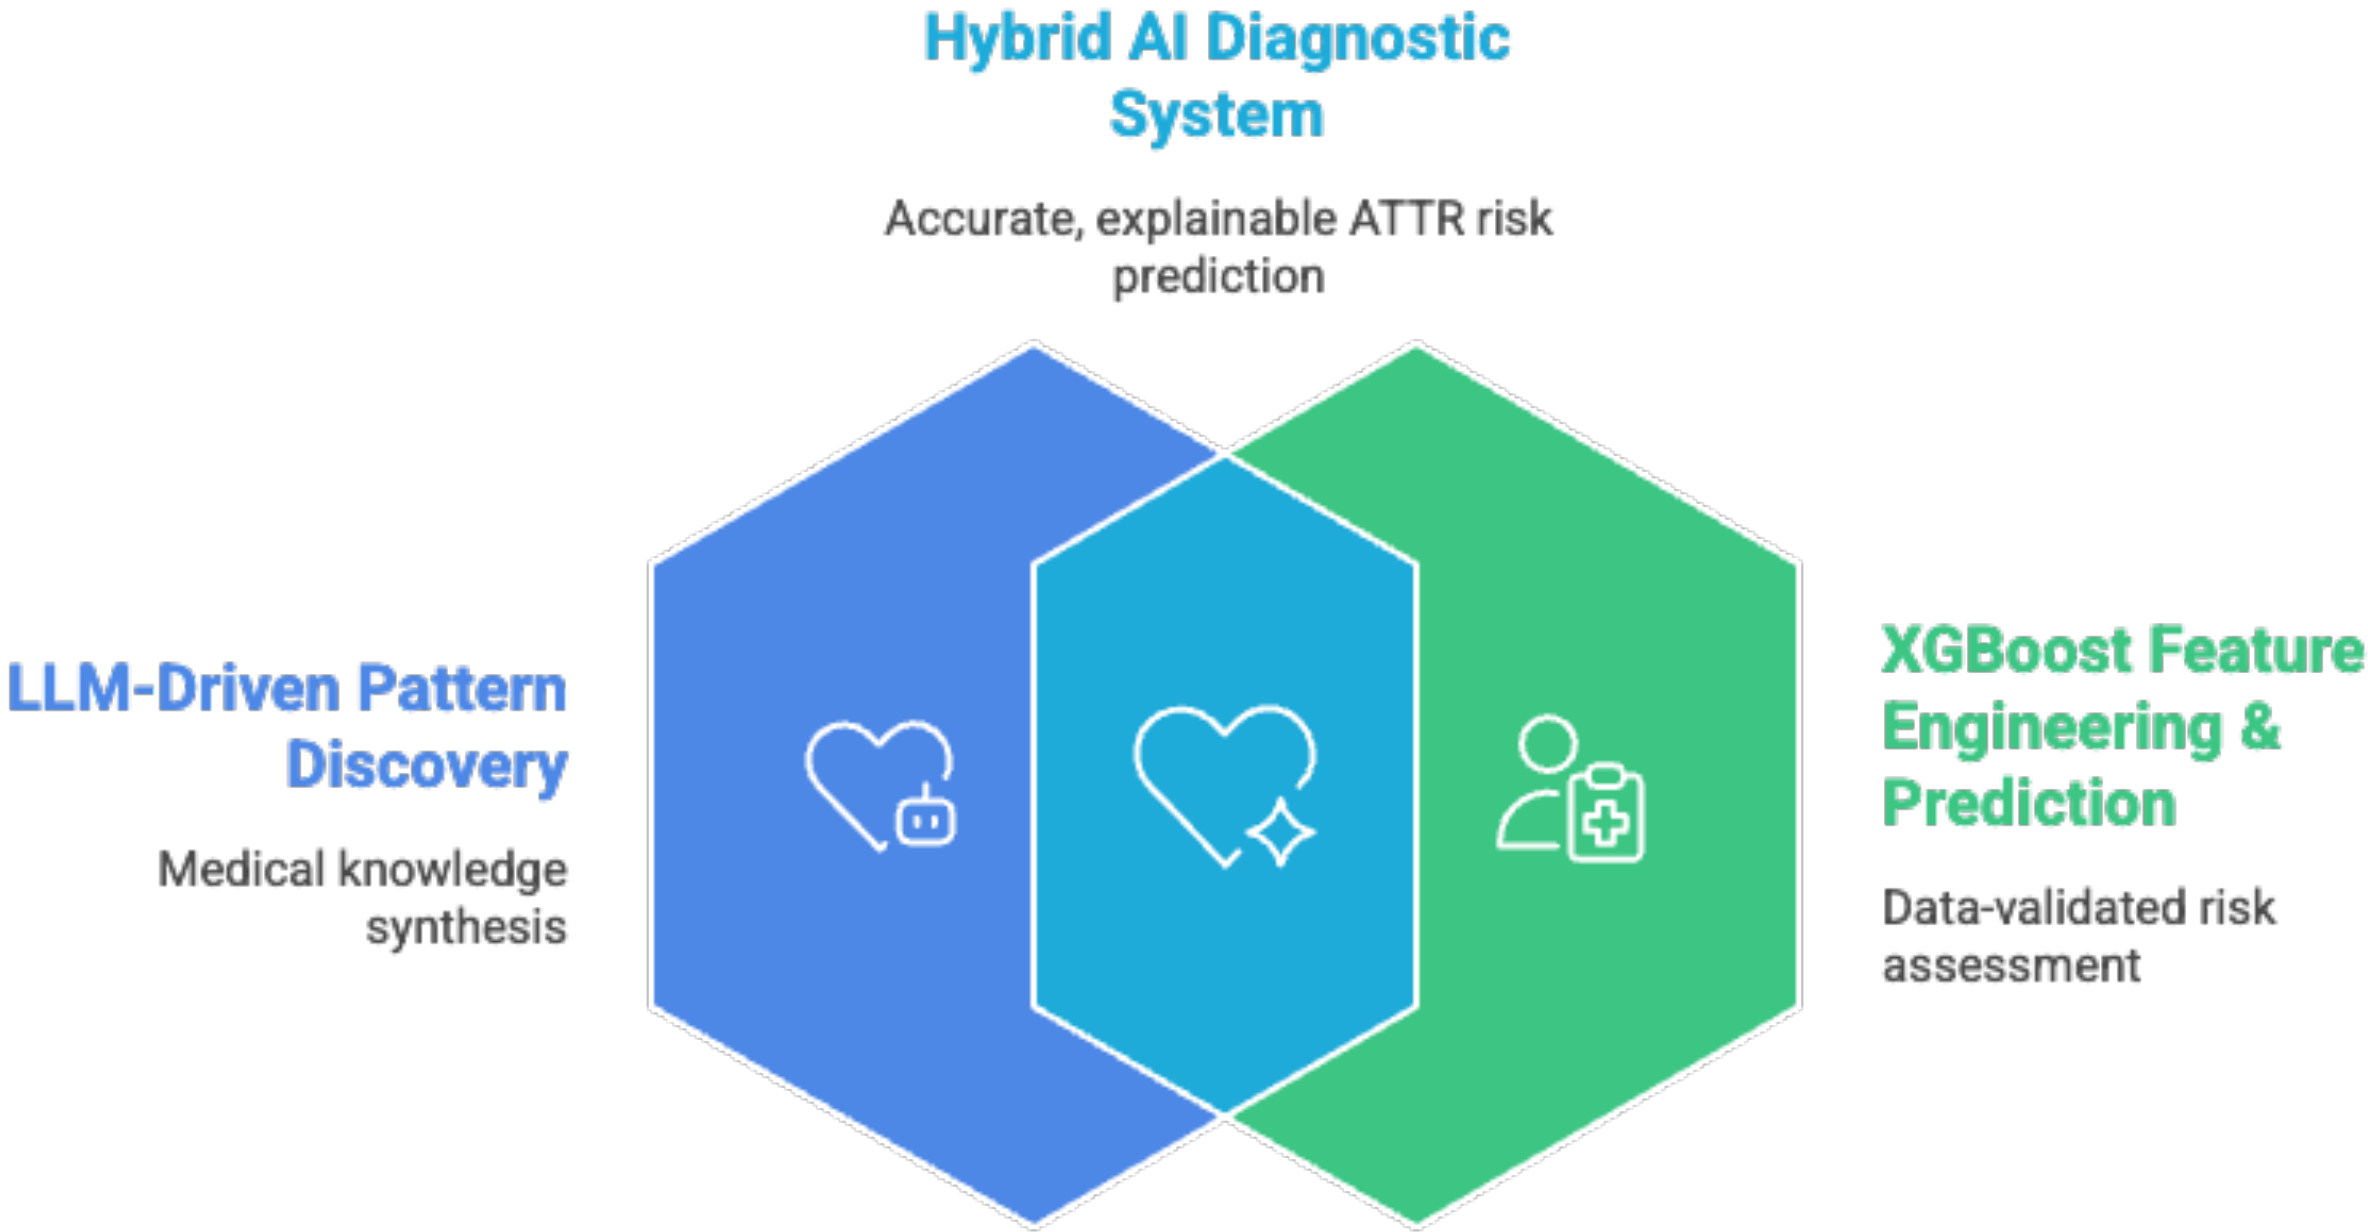 Hybrid AI Diagnostic
System
Accurate, explainable ATTR risk
prediction
LLM-Driven Pattern
Discovery
Medical knowledge
synthesis
XGBoost Feature
Engineering &
Prediction
Data-validated risk
assessment